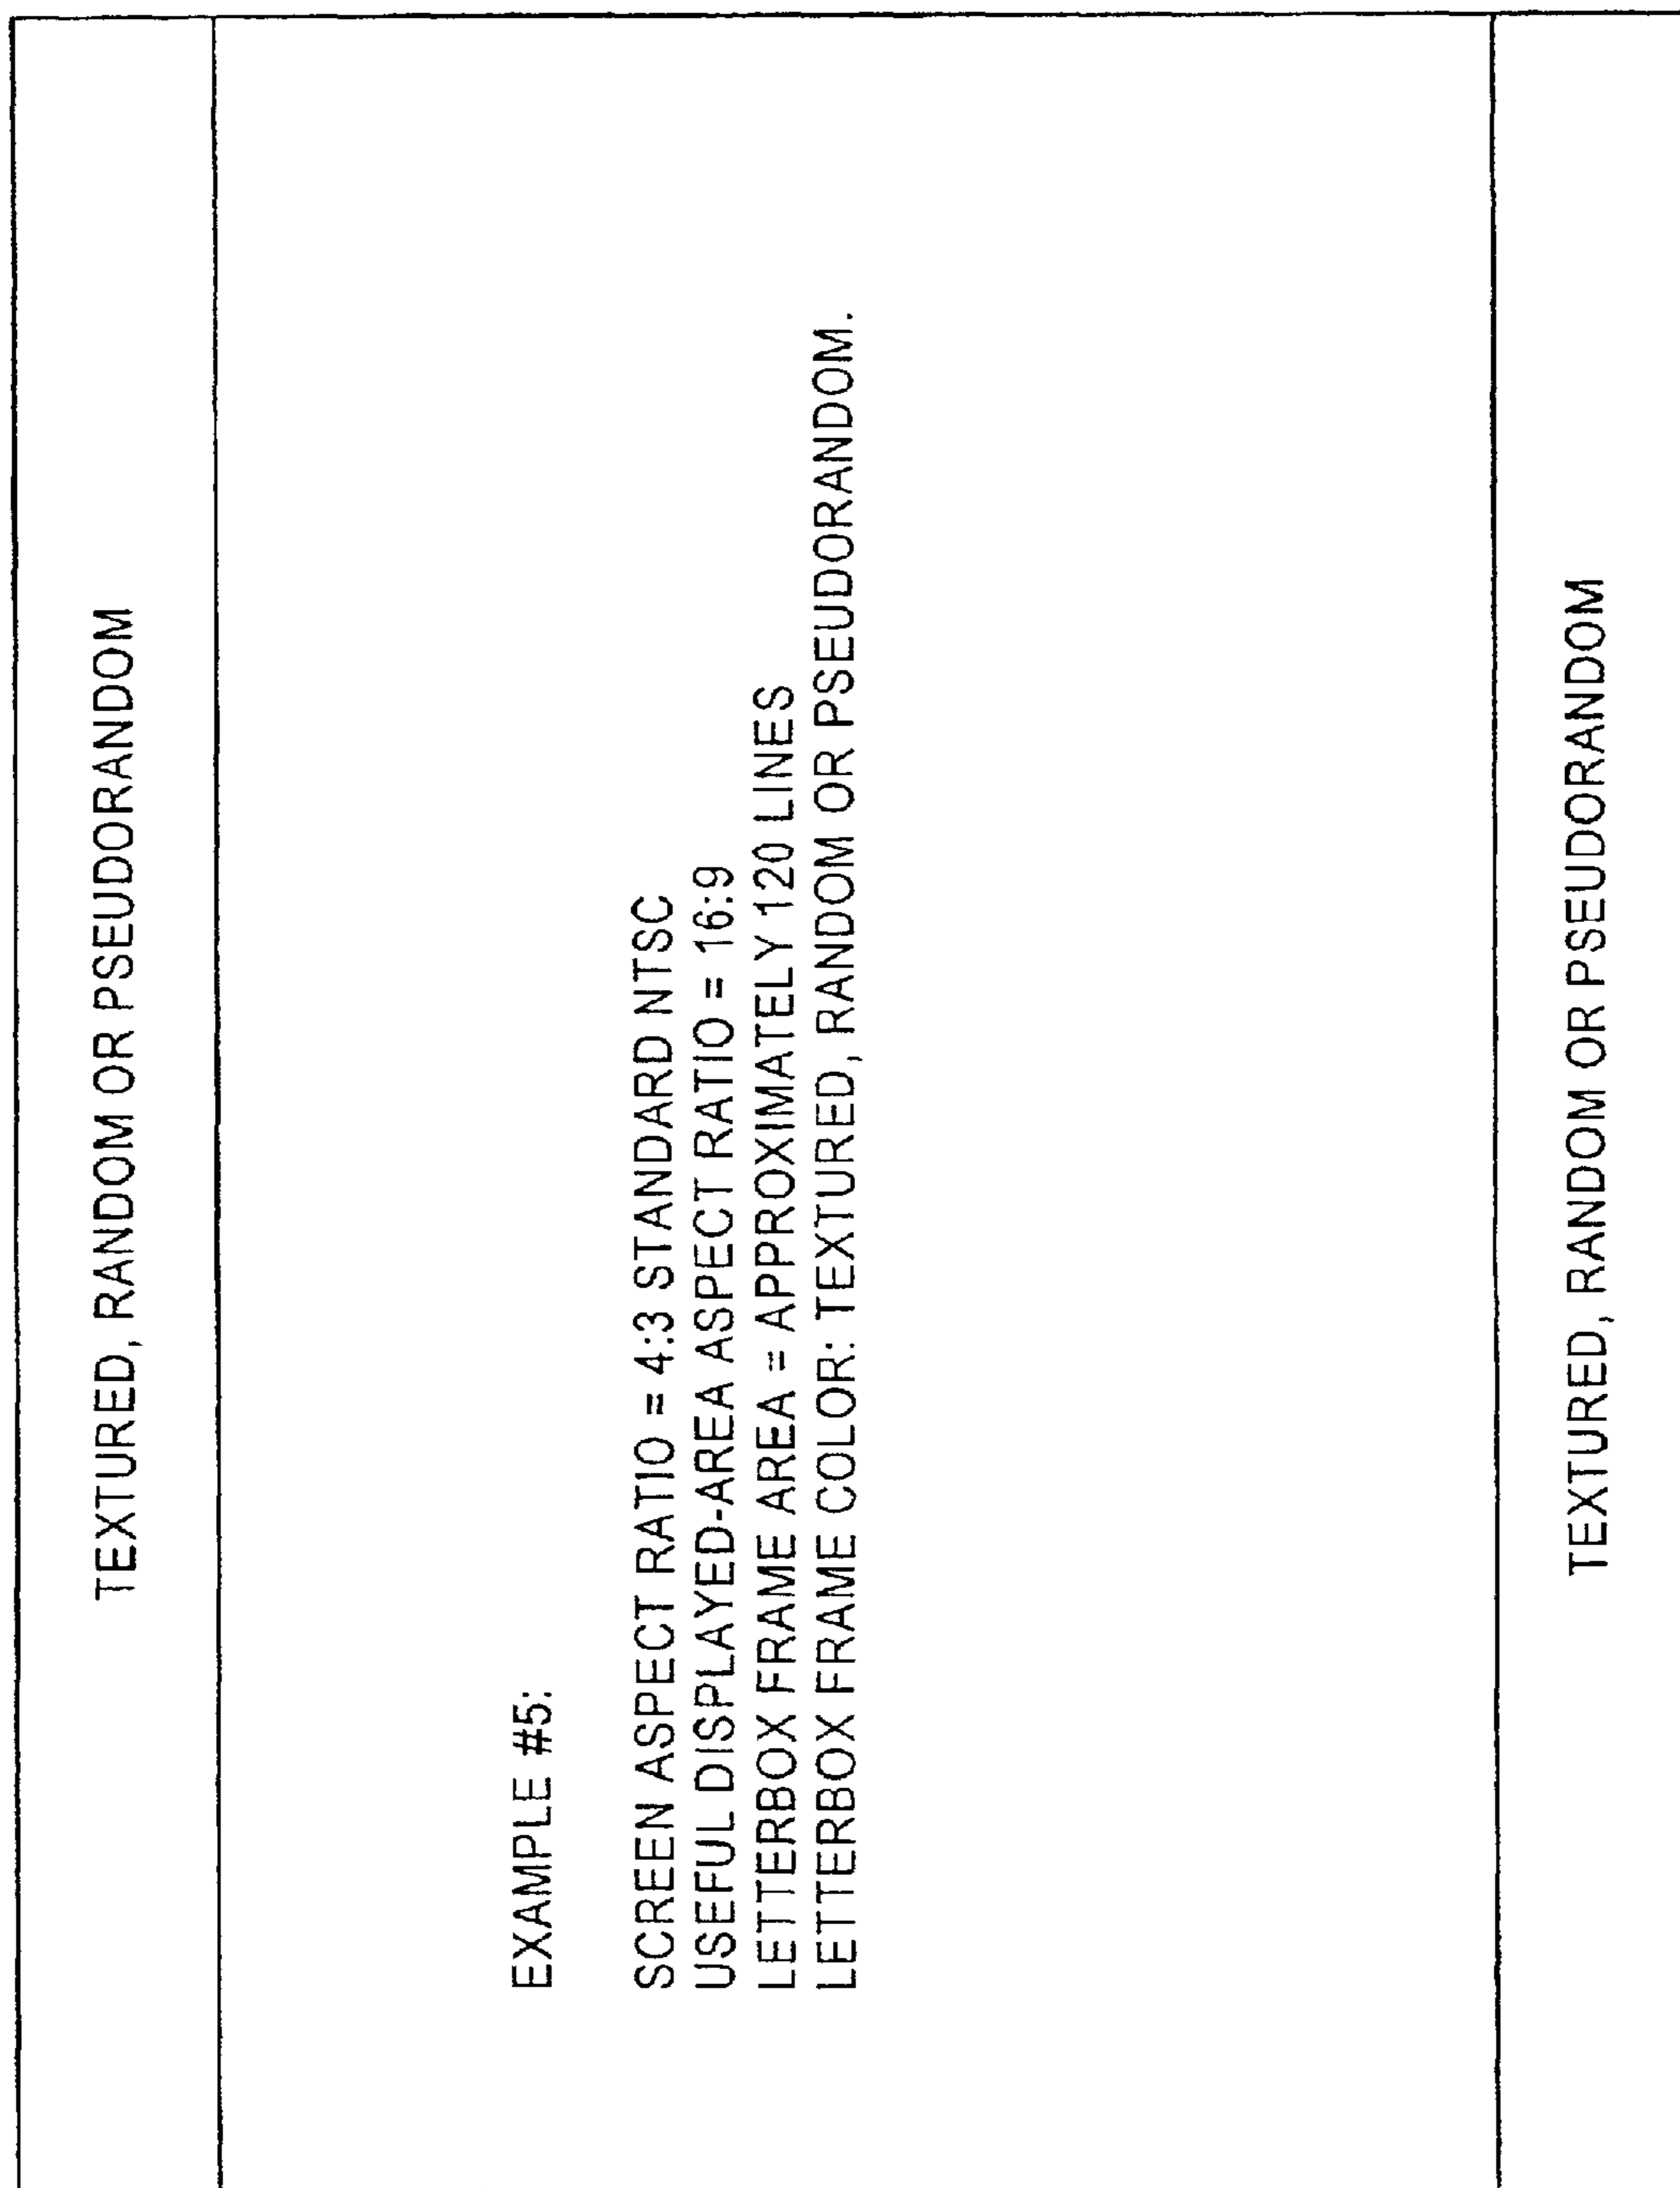 TEXTURED, RANDOM OR PSEUDORANDOM
EXAMPLE #5:
SCREEN ASPECT RATIO = 4:3 STANDARD NTSC
USEFUL DISPLAYED-AREA ASPECT RATIO = 16:9
LETTERBOX FRAME AREA = APPROXIMATELY 120 LINES
LETTERBOX FRAME COLOR: TEXTURED, RANDOM OR PSEUDORANDOM.
TEXTURED, RANDOM OR PSEUDORANDOM